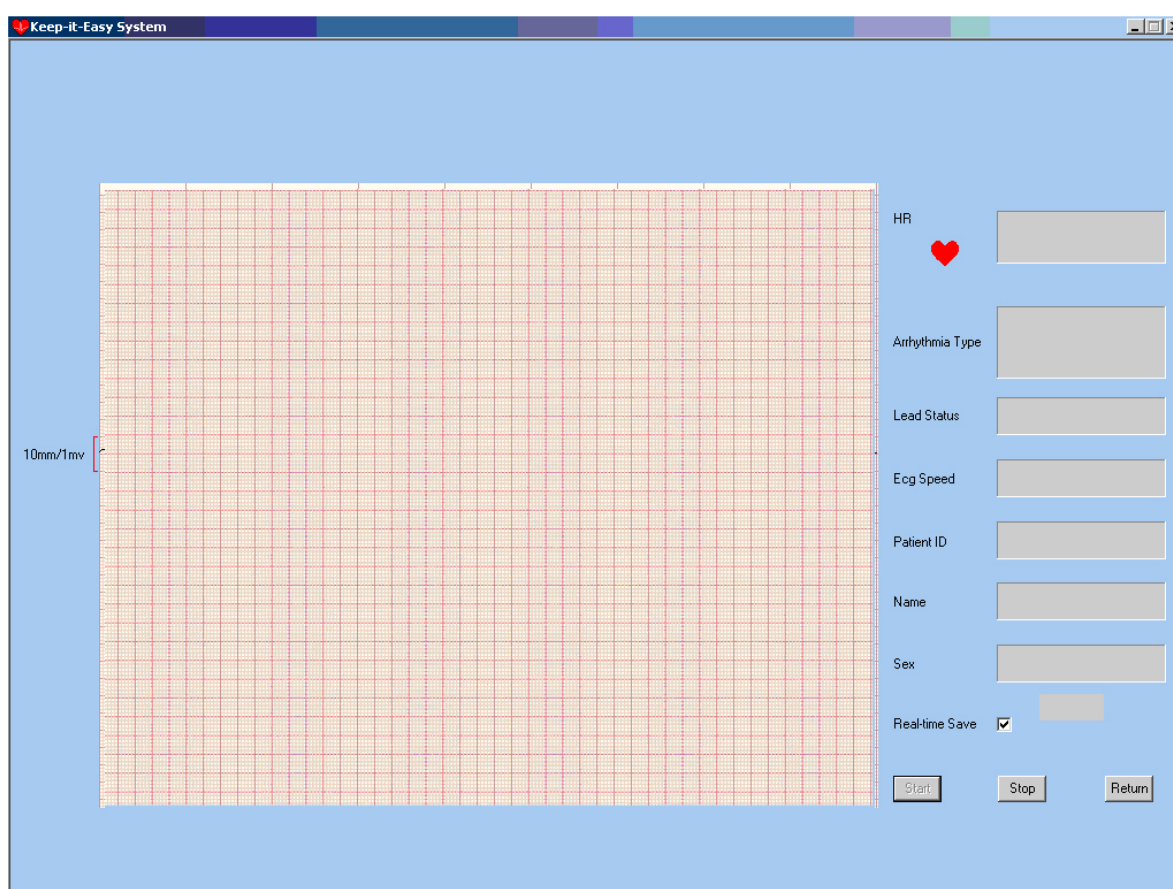 Keep-it-Easy System
HR
Arrhythmia Type
10mm/1mv
Lead Status
Ecg Speed
Patient ID
Name
Sex
Real-time Save
Start
Stop
Return